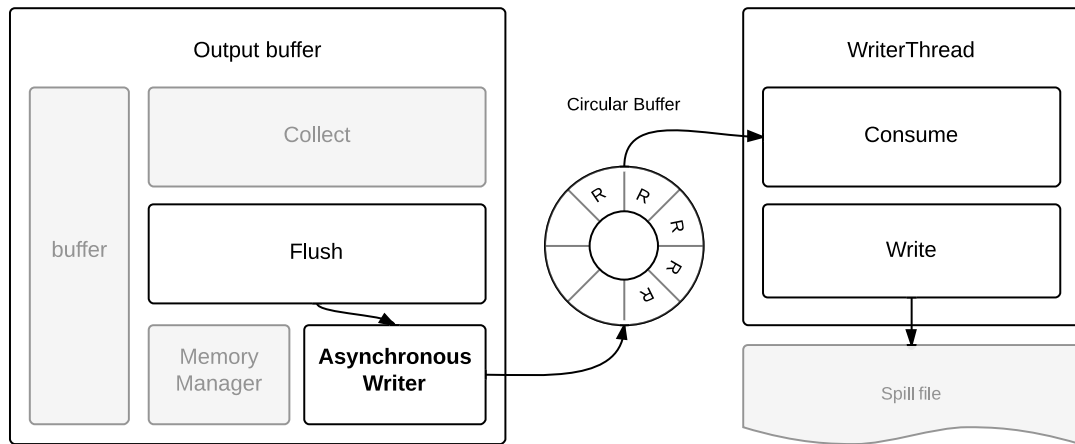 Output buffer
buffer
Collect
Flush
Memory
Manager
Asynchronous
Writer
Circular Buffer
R
R
R
R
R
WriterThread
Consume
Write
Spill file